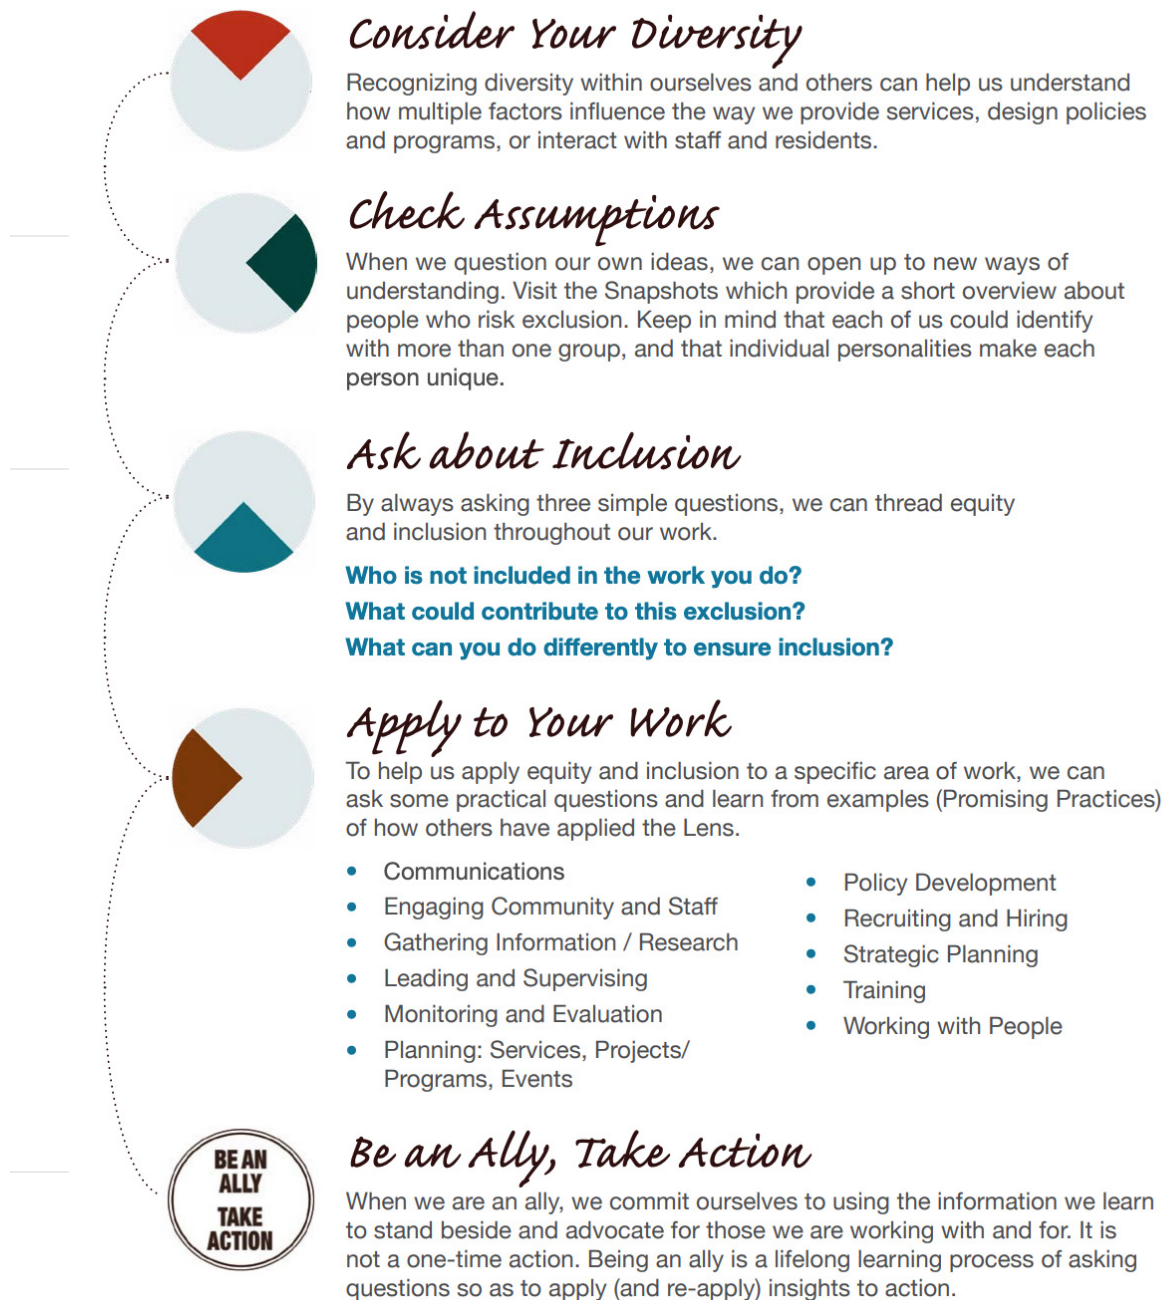 Consider Your Diversity
Recognizing diversity within ourselves and others can help us understand
how multiple factors influence the way we provide services, design policies
and programs, or interact with staff and residents.
Check Assumptions
When we question our own ideas, we can open up to new ways of
understanding. Visit the Snapshots which provide a short overview about
people who risk exclusion. Keep in mind that each of us could identify
with more than one group, and that individual personalities make each
person unique.
Ask about Inclusion
By always asking three simple questions, we can thread equity
and inclusion throughout our work.
Who is not included in the work you do?
What could contribute to this exclusion?
What can you do differently to ensure inclusion?
Apply to Your Work
To help us apply equity and inclusion to a specific area of work, we can
ask some practical questions and learn from examples (Promising Practices)
of how others have applied the Lens.
• Communications
• Engaging Community and Staff
• Gathering Information / Research
• Leading and Supervising
• Monitoring and Evaluation
• Planning: Services, Projects/
Programs, Events
• Policy Development
• Recruiting and Hiring
• Strategic Planning
• Training
• Working with People
BE AN
ALLY
TAKE
ACTION
Be an Ally, Take Action
When we are an ally, we commit ourselves to using the information we learn
to stand beside and advocate for those we are working with and for. It is
not a one-time action. Being an ally is a lifelong learning process of asking
questions so as to apply (and re-apply) insights to action.